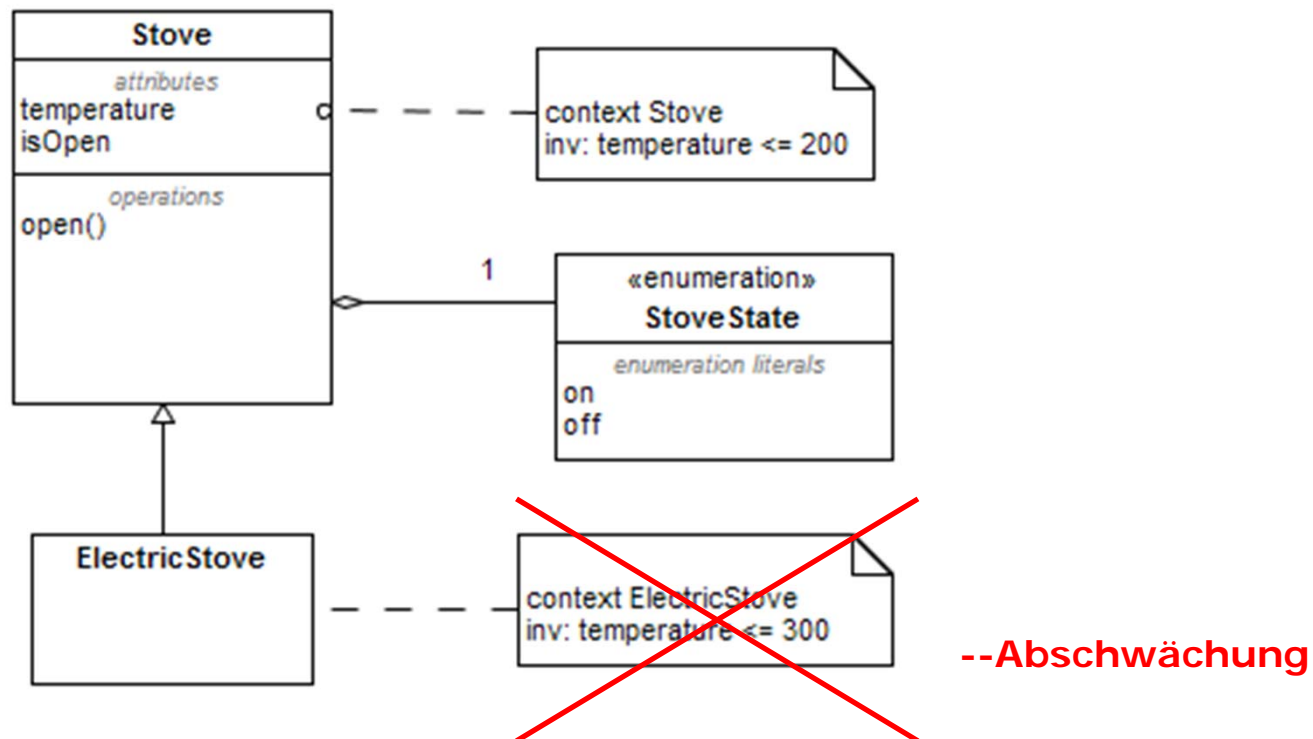 Stove
attributes
temperature c
isOpen
operations
open()
context Stove
inv: temperature <= 200
1
«enumeration»
StoveState
enumeration literals
on
off
ElectricStove
context ElectricStove
inv: temperature <= 300
--Abschwächung